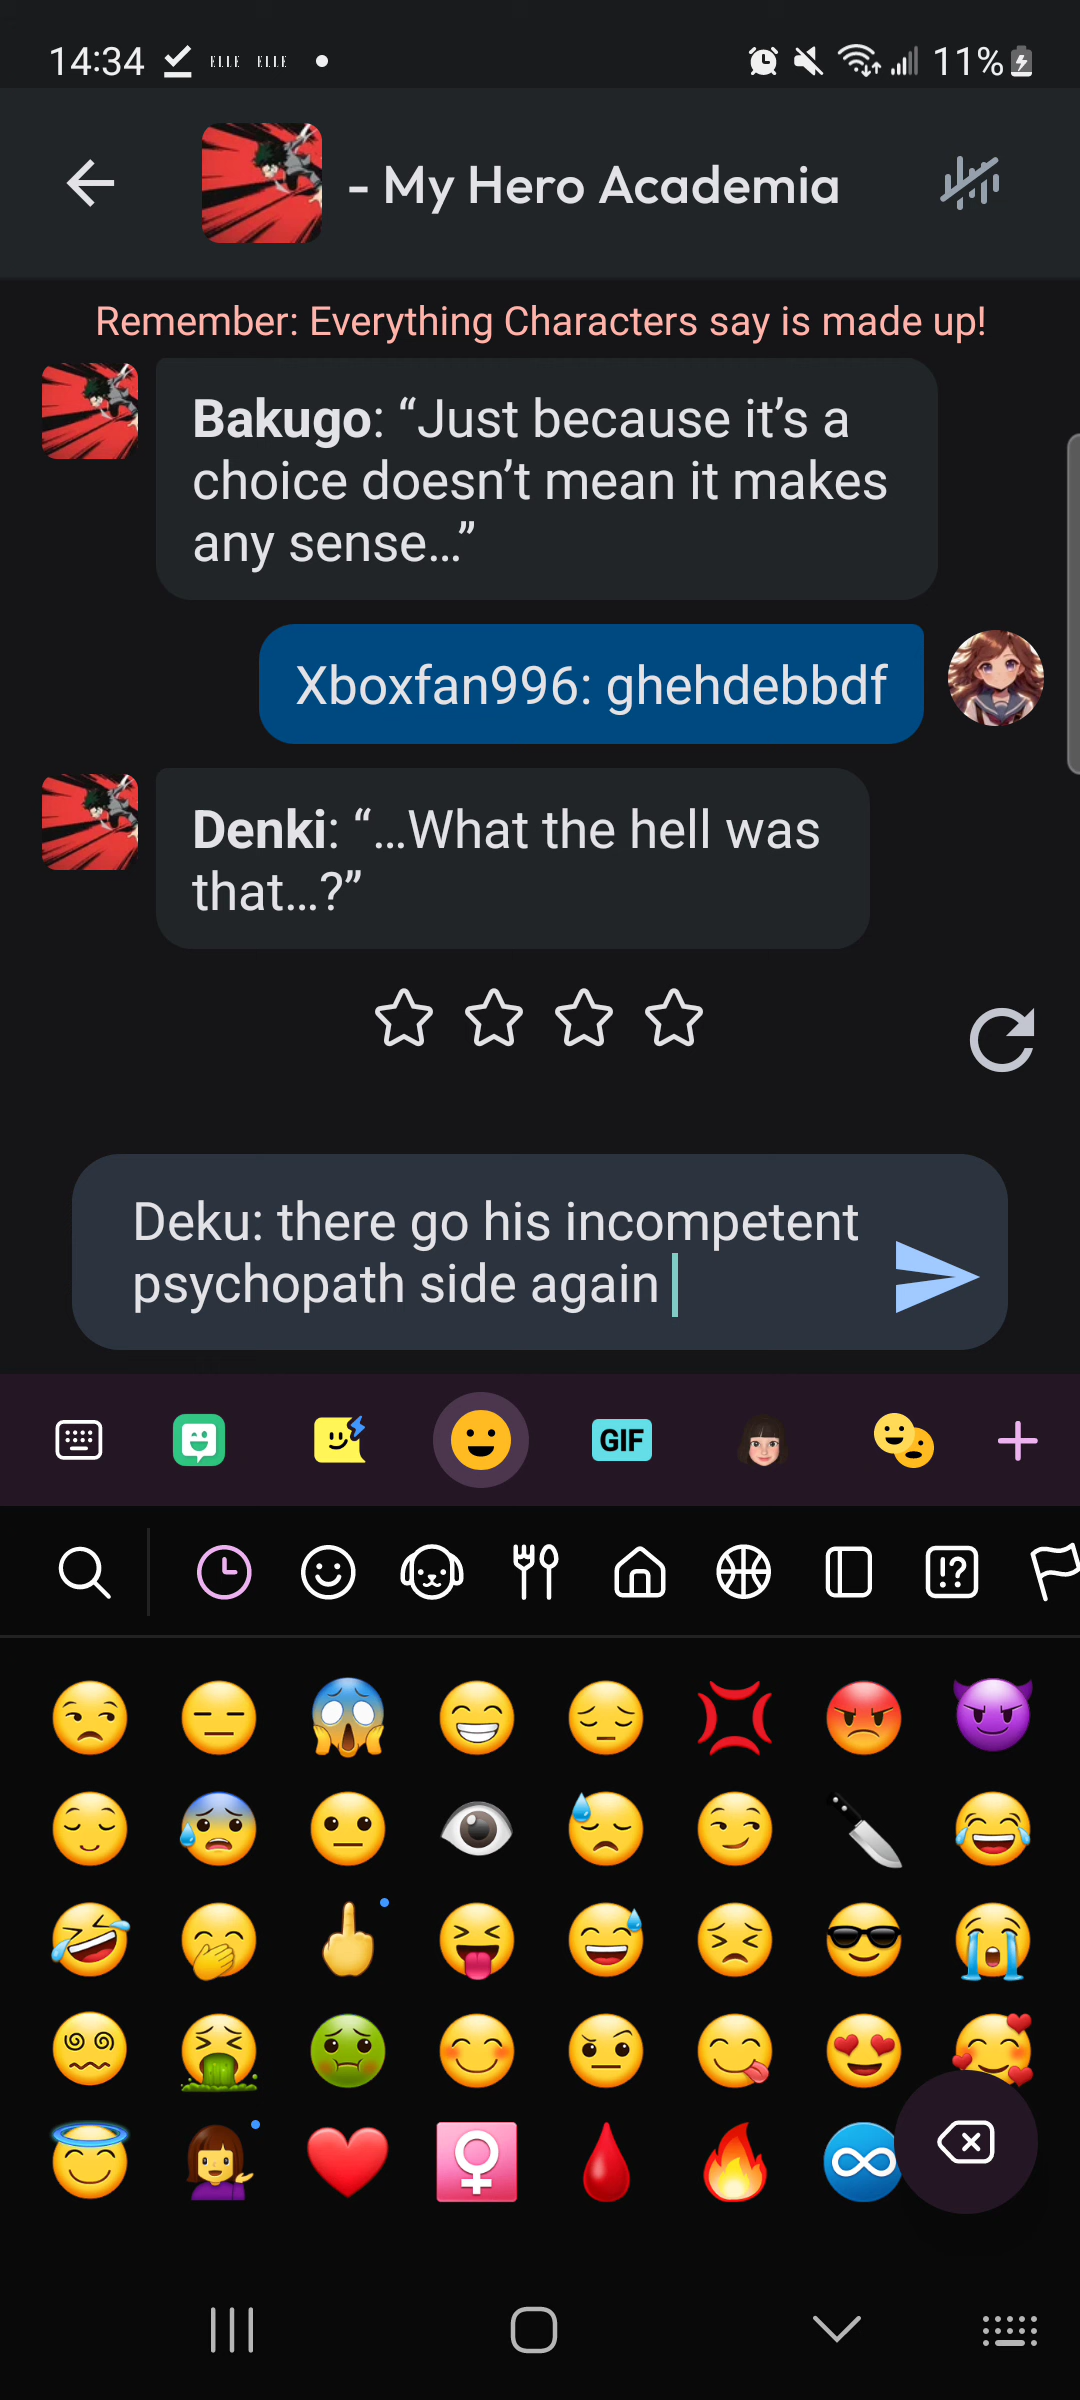 14:34 ELLE ELLE 11%
- My Hero Academia
Remember: Everything Characters say is made up!
Bakugo: “Just because it’s a
choice doesn’t mean it makes
any sense…”
Xboxfan996: ghehdebbdf
Denki: “…What the hell was
that…?”
Deku: there go his incompetent
psychopath side again
GIF
!?